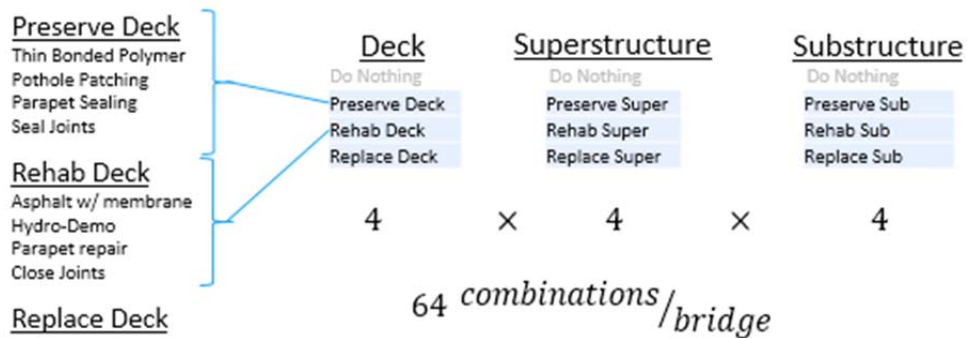 Preserve Deck
Thin Bonded Polymer
Pothole Patching
Parapet Sealing
Seal Joints
Rehab Deck
Asphalt w/ membrane
Hydro-Demo
Parapet repair
Close Joints
Replace Deck
Deck
Do Nothing
Preserve Deck
Rehab Deck
Replace Deck
Superstructure
Do Nothing
Preserve Super
Rehab Super
Replace Super
Substructure
Do Nothing
Preserve Sub
Rehab Sub
Replace Sub
4 × 4 × 4
64 combinations/bridge